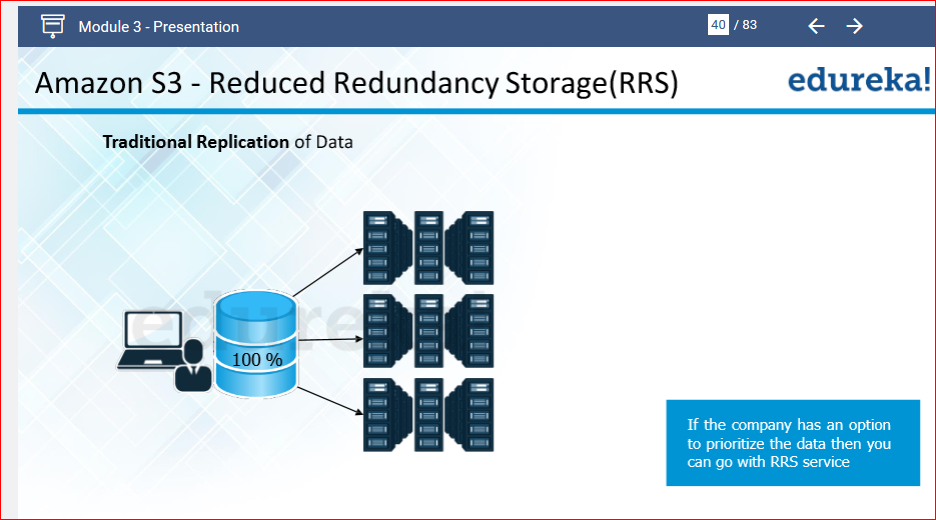 Module 3 - Presentation
40 / 83
Amazon S3 - Reduced Redundancy Storage(RRS)
edureka!
Traditional Replication of Data
edureka
100 %
If the company has an option
to prioritize the data then you
can go with RRS service